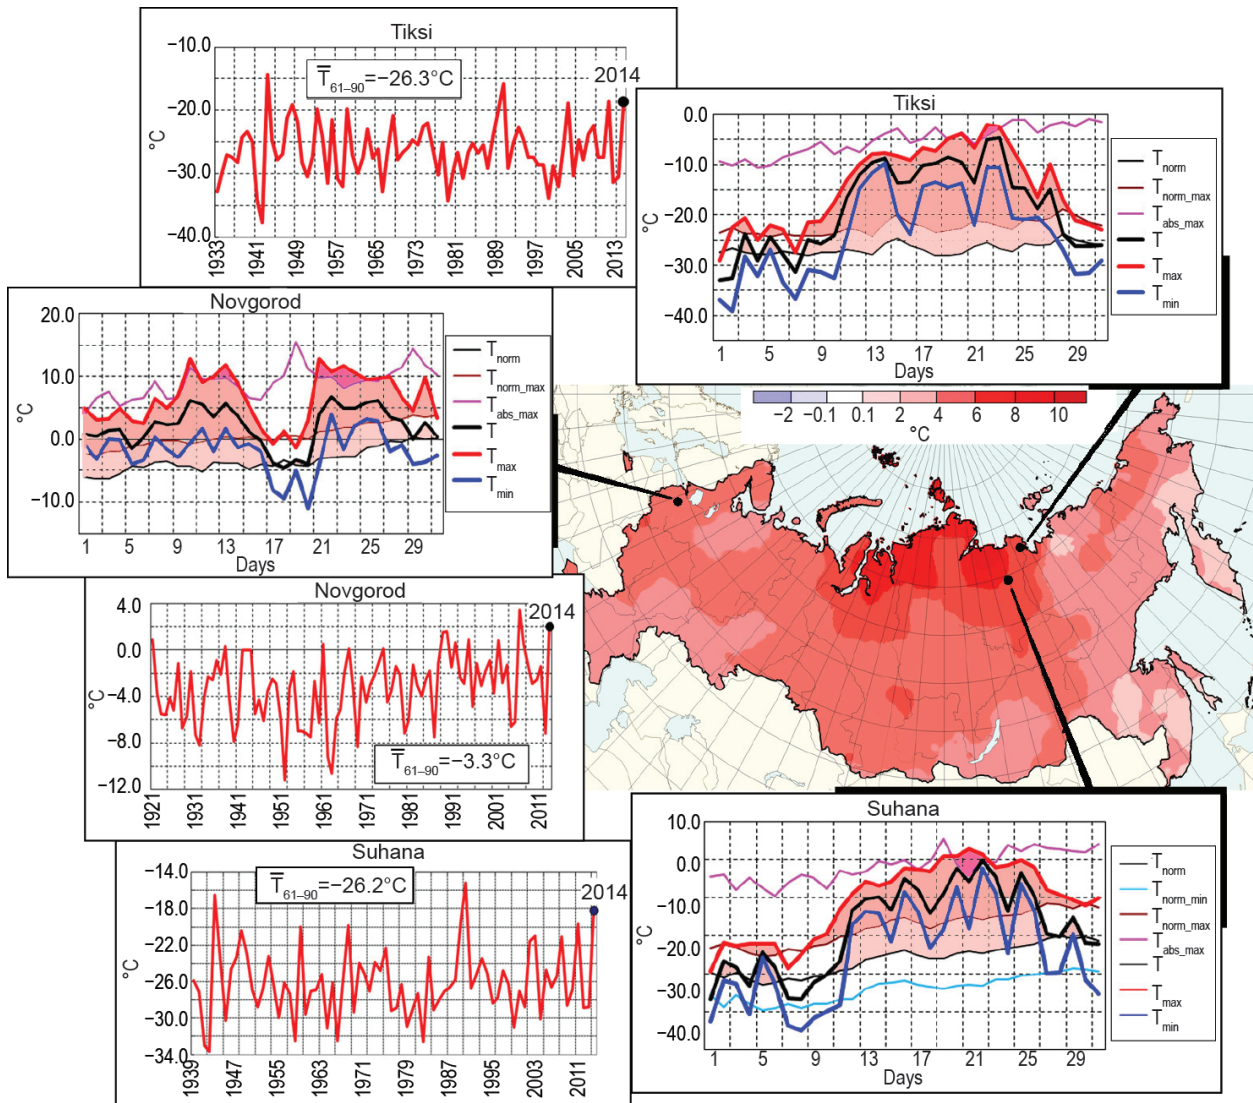 Tiksi
−10.0
−20.0
−30.0
−40.0
°C
T̅61–90=−26.3°C
2014
1933
1941
1949
1957
1965
1973
1981
1989
1997
2005
2013
Tiksi
0.0
−10.0
−20.0
−30.0
−40.0
°C
1
5
9
13
17
21
25
29
Days
Tnorm
Tnorm_max
Tabs_max
T
Tmax
Tmin
Novgorod
20.0
10.0
0.0
−10.0
°C
1
5
9
13
17
21
25
29
Days
Tnorm
Tnorm_max
Tabs_max
T
Tmax
Tmin
−2
−0.1
0.1
2
4
6
8
10
°C
Novgorod
4.0
0.0
−4.0
−8.0
−12.0
°C
2014
T̅61–90=−3.3°C
1921
1931
1941
1951
1961
1971
1981
1991
2001
2011
Suhana
−14.0
−18.0
−22.0
−26.0
−30.0
−34.0
°C
T̅61–90=−26.2°C
2014
1939
1947
1955
1963
1971
1979
1987
1995
2003
2011
Suhana
10.0
0.0
−10.0
−20.0
−30.0
−40.0
°C
1
5
9
13
17
21
25
29
Days
Tnorm
Tnorm_min
Tnorm_max
Tabs_max
T
Tmax
Tmin